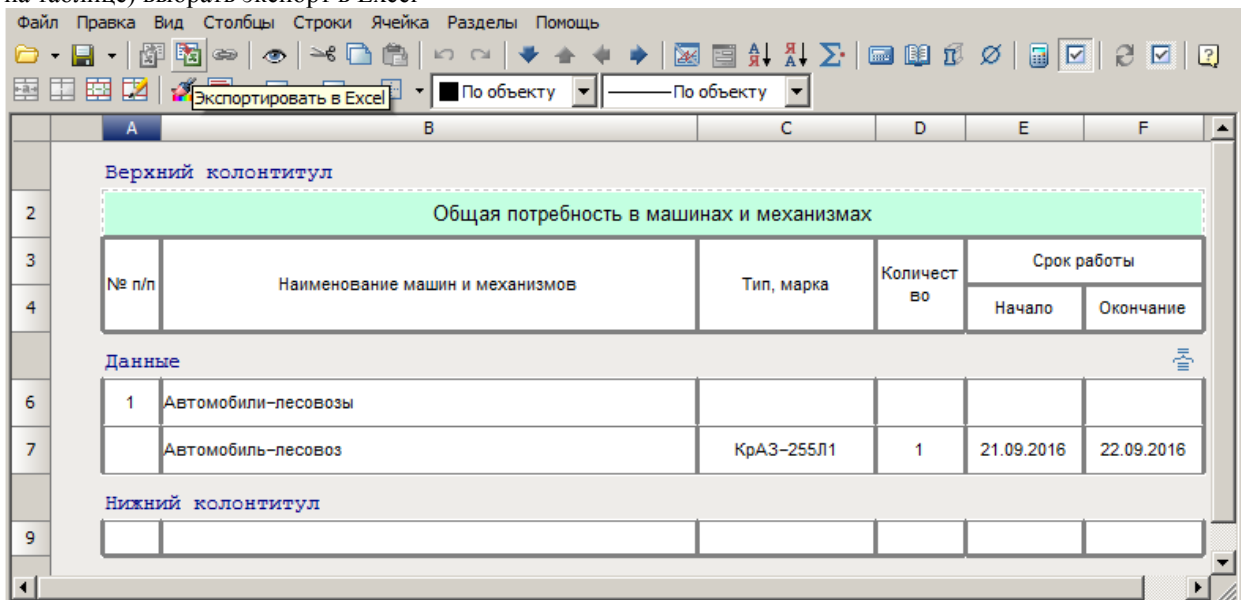 на таблице) выбрать экспорт в Excel
Файл Правка Вид Столбцы Строки Ячейка Разделы Помощь
Экспортировать в Excel По объекту По объекту
A B C D E F
Верхний колонтитул
2 Общая потребность в машинах и механизмах
3 № п/п Наименование машин и механизмов Тип, марка Количест Срок работы
4 во Начало Окончание
Данные
6 1 Автомобили-лесовозы
7 Автомобиль-лесовоз КрАЗ-255Л1 1 21.09.2016 22.09.2016
Нижний колонтитул
9